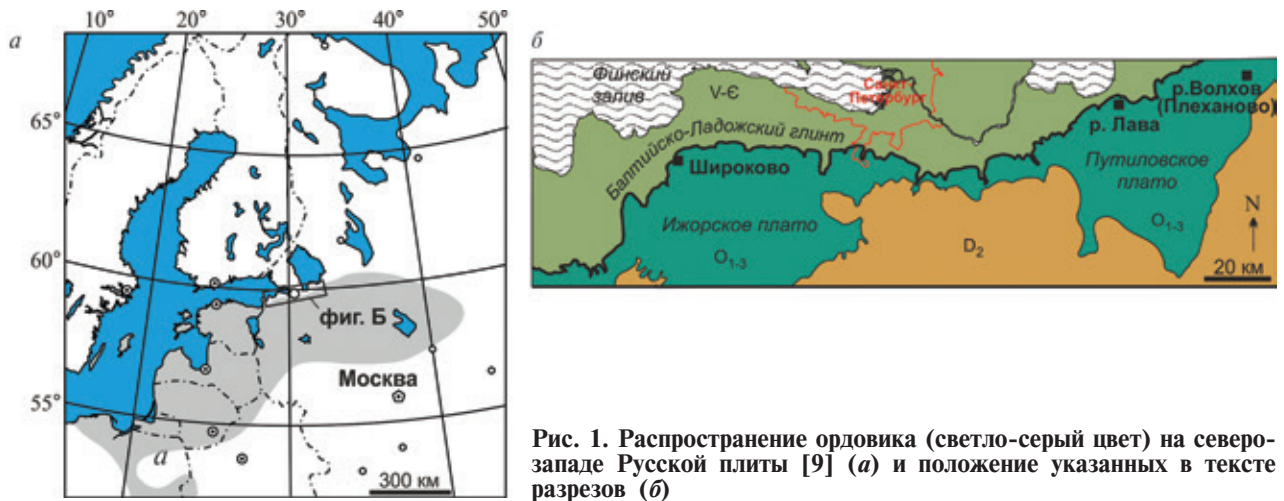 а
10°
20°
30°
40°
50°
65°
60°
55°
фиг. Б
Москва
а
300 км
б
Финский
залив
V-Є
Санкт-
Петербург
р.Волхов
(Плеханово)
р. Лава
Балтийско-Ладожский глинт
Широково
Путиловское
плато
Ижорское плато
O1-3
O1-3
D2
N
20 км
Рис. 1. Распространение ордовика (светло-серый цвет) на северо-
западе Русской плиты [9] (а) и положение указанных в тексте
разрезов (б)